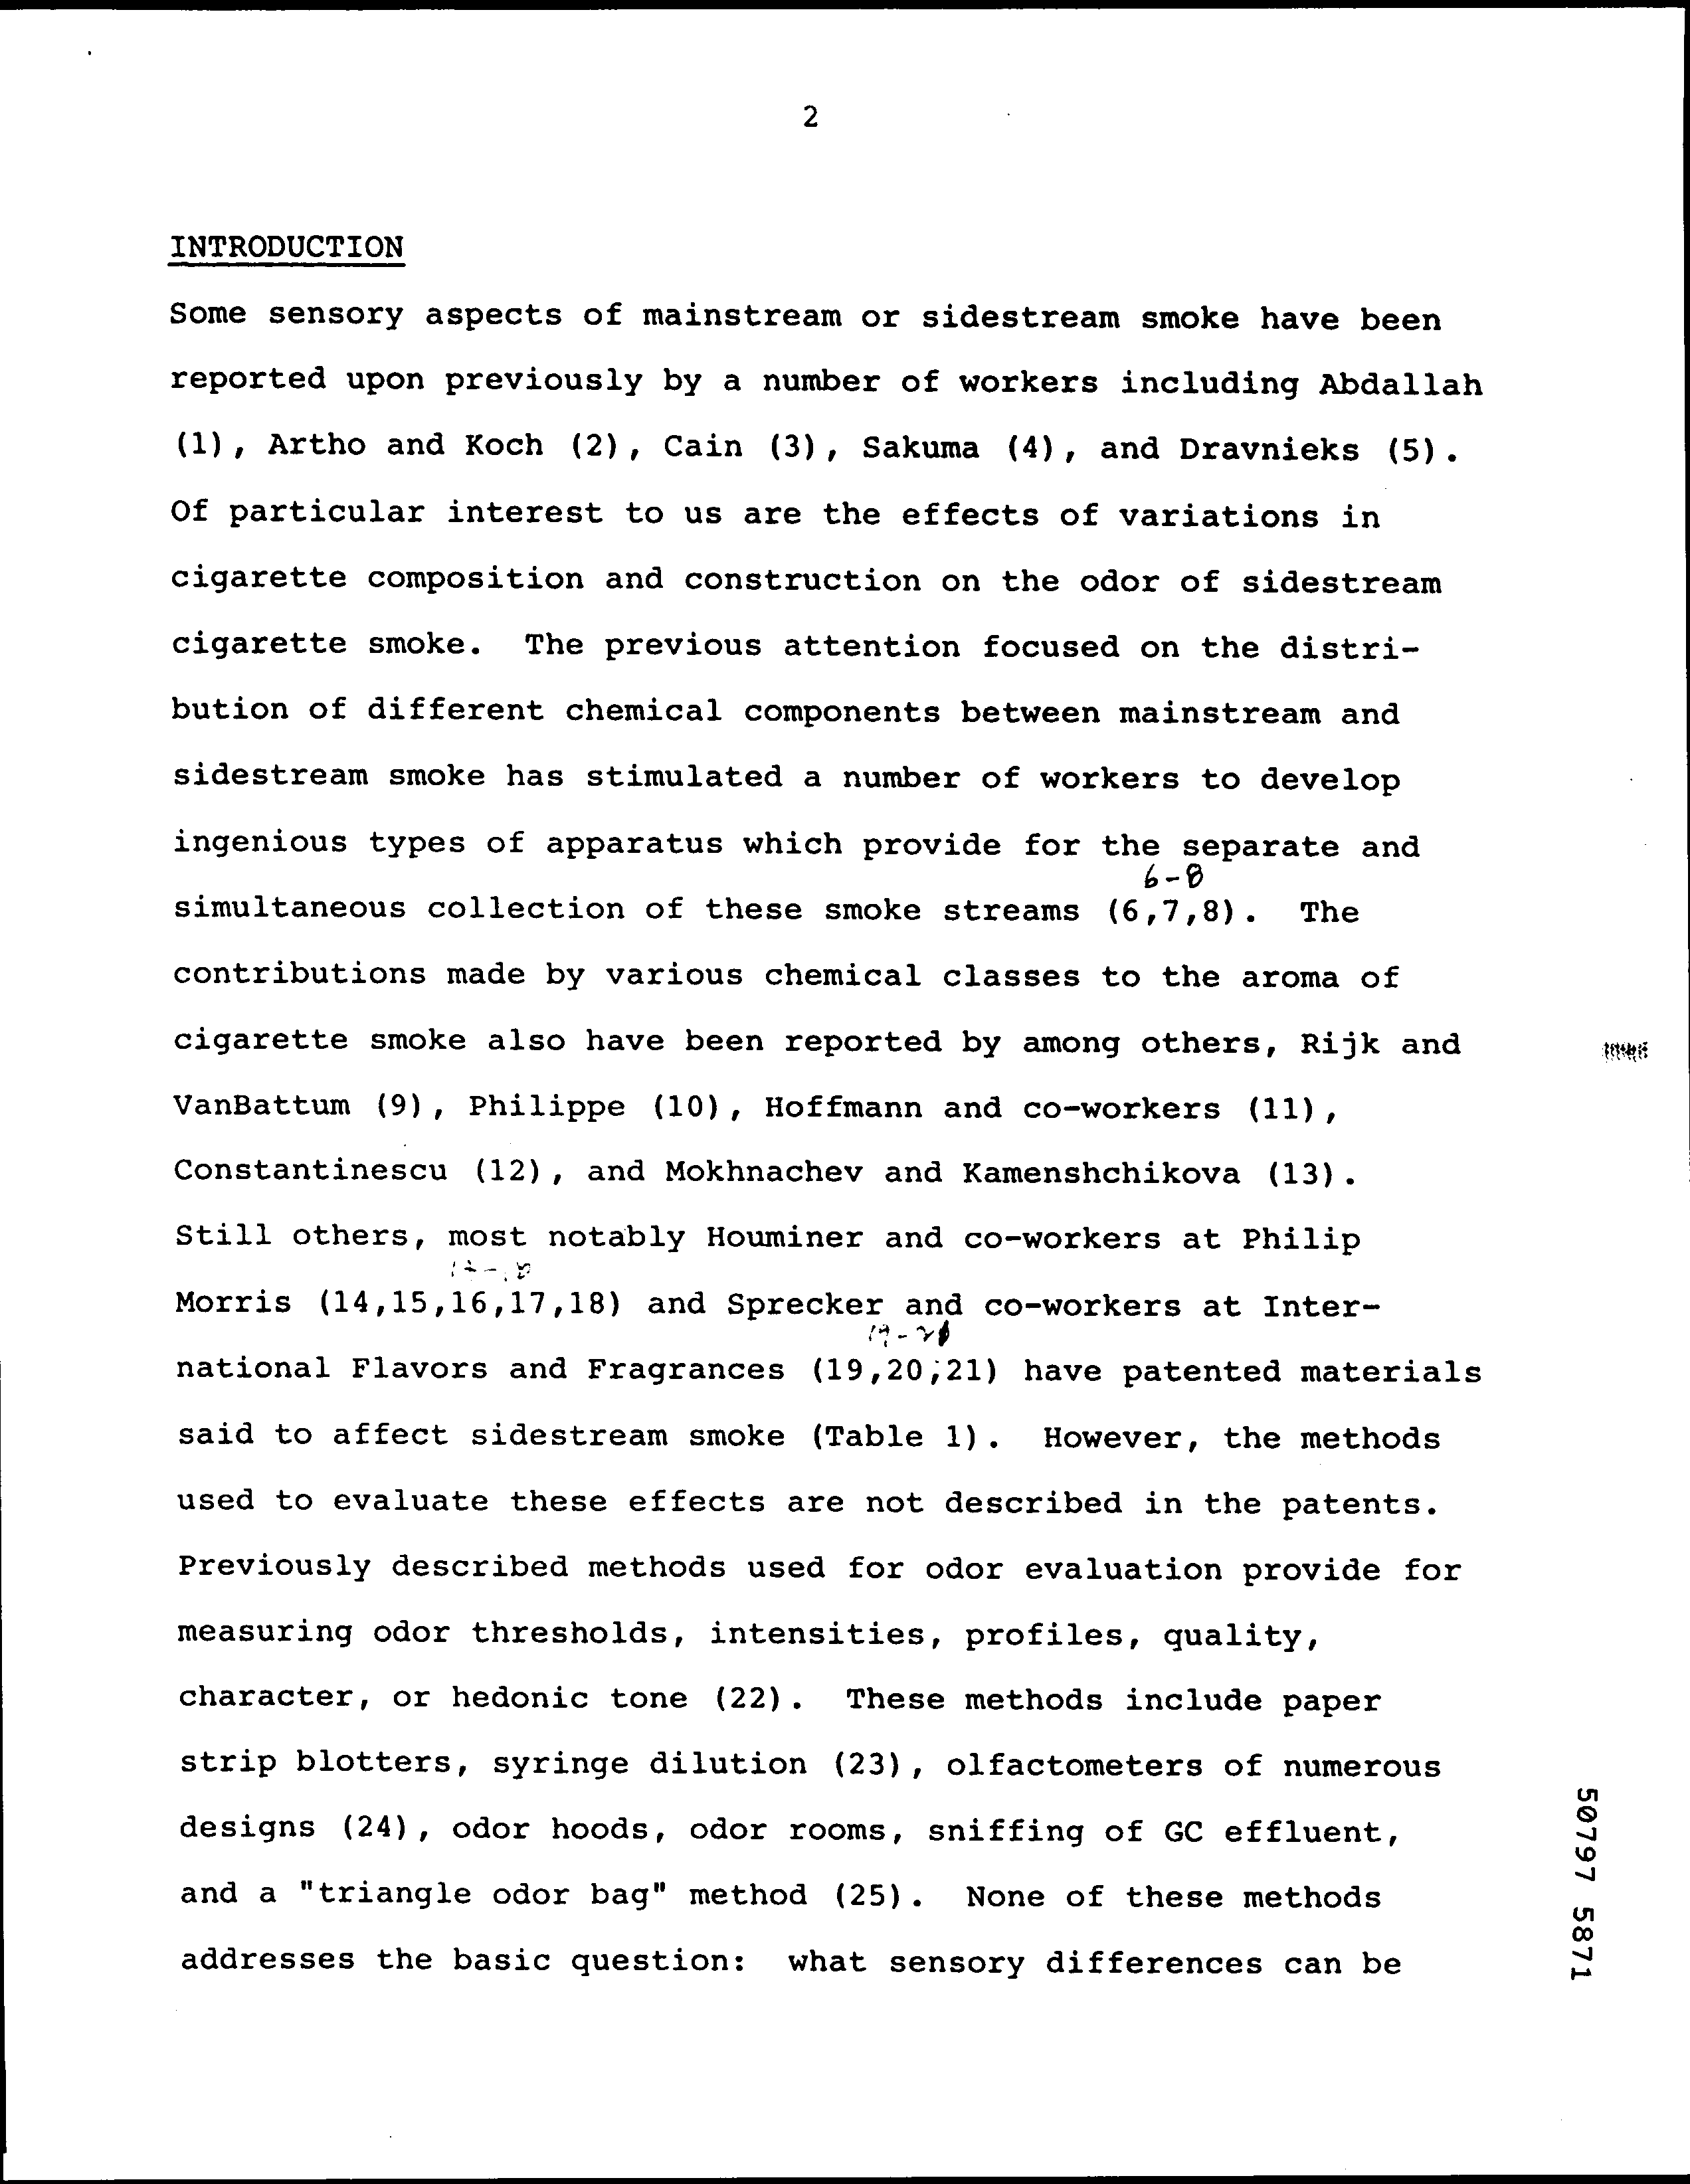 2
INTRODUCTION
Some sensory aspects of mainstream or sidestream smoke have been
reported upon previously by a number of workers including Abdallah
(1), Artho and Koch (2), Cain (3), Sakuma (4), and Dravnieks (5).
Of particular interest to us are the effects of variations in
cigarette composition and construction on the odor of sidestream
cigarette smoke. The previous attention focused on the distri-
bution of different chemical components between mainstream and
sidestream smoke has stimulated a number of workers to develop
ingenious types of apparatus which provide for the separate and
6-8
simultaneous collection of these smoke streams (6,7,8). The
contributions made by various chemical classes to the aroma of
cigarette smoke also have been reported by among others, Rijk and
VanBattum (9), Philippe (10), Hoffmann and co-workers (11),
Constantinescu (12), and Mokhnachev and Kamenshchikova (13).
Still others, most notably Houminer and co-workers at Philip
Morris (14,15,16,17,18) and Sprecker and co-workers at Inter-
national Flavors and Fragrances (19,20,21) have patented materials
said to affect sidestream smoke (Table 1). However, the methods
used to evaluate these effects are not described in the patents.
Previously described methods used for odor evaluation provide for
measuring odor thresholds, intensities, profiles, quality,
character, or hedonic tone (22). These methods include paper
strip blotters, syringe dilution (23), olfactometers of numerous
designs (24), odor hoods, odor rooms, sniffing of GC effluent,
and a "triangle odor bag" method (25). None of these methods
addresses the basic question: what sensory differences can be
50797 5871